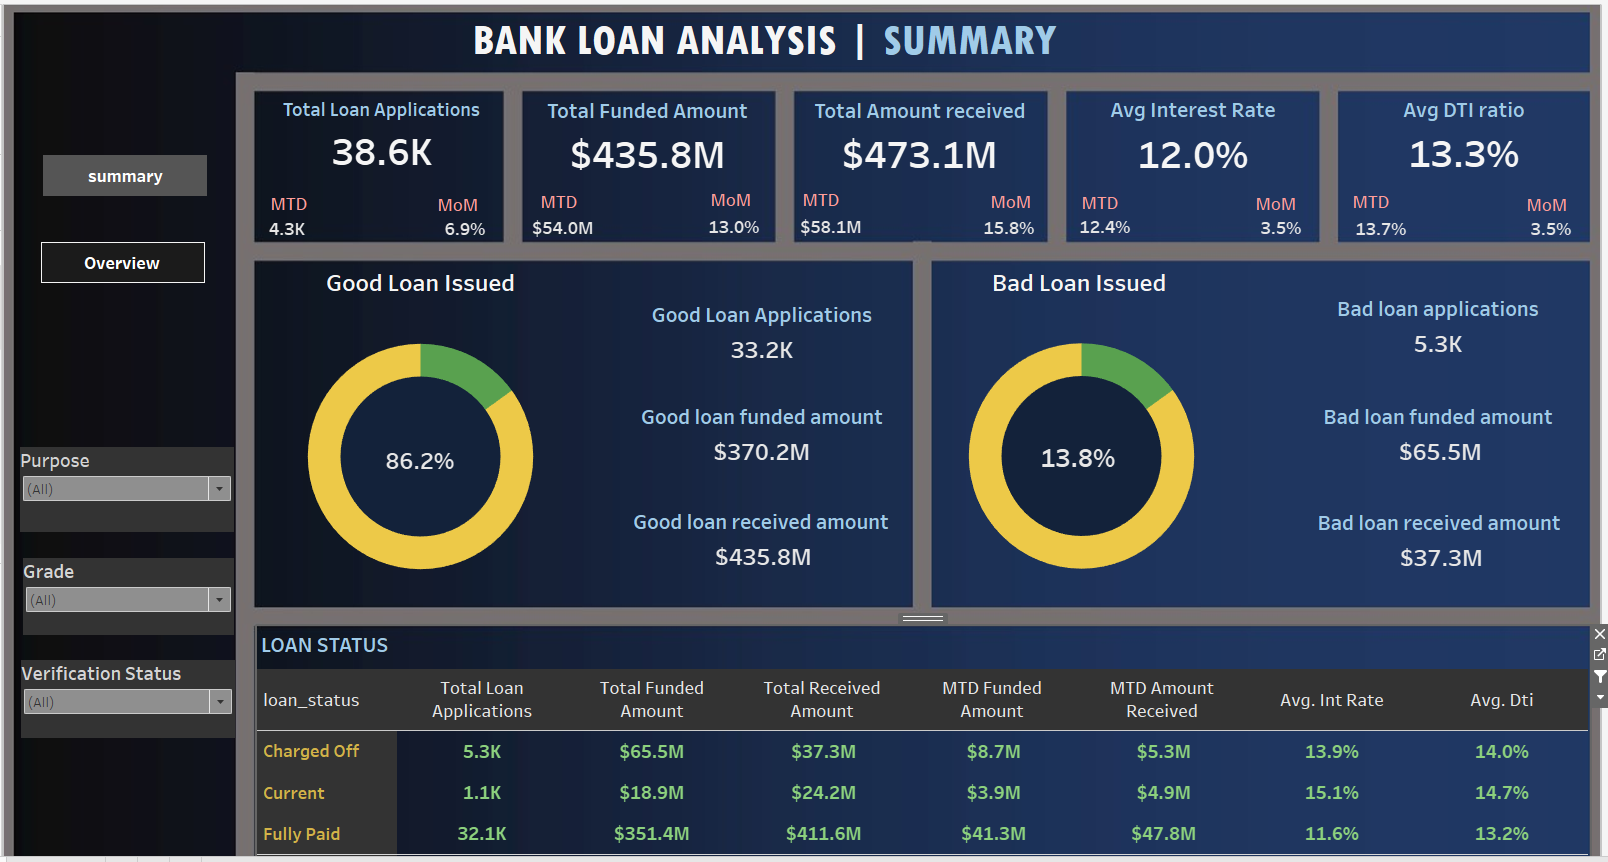 BANK LOAN ANALYSIS | SUMMARY
summary
Overview
Purpose
(All)
Grade
(All)
Verification Status
(All)
Total Loan Applications
38.6K
MTD MoM
4.3K 6.9%
Total Funded Amount
$435.8M
MTD MoM
$54.0M 13.0%
Total Amount received
$473.1M
MTD MoM
$58.1M 15.8%
Avg Interest Rate
12.0%
MTD MoM
12.4% 3.5%
Avg DTI ratio
13.3%
MTD MoM
13.7% 3.5%
Good Loan Issued
86.2%
Good Loan Applications
33.2K
Good loan funded amount
$370.2M
Good loan received amount
$435.8M
Bad Loan Issued
13.8%
Bad loan applications
5.3K
Bad loan funded amount
$65.5M
Bad loan received amount
$37.3M
LOAN STATUS
loan_status Total Loan Applications Total Funded Amount Total Received Amount MTD Funded Amount MTD Amount Received Avg. Int Rate Avg. Dti
Charged Off 5.3K $65.5M $37.3M $8.7M $5.3M 13.9% 14.0%
Current 1.1K $18.9M $24.2M $3.9M $4.9M 15.1% 14.7%
Fully Paid 32.1K $351.4M $411.6M $41.3M $47.8M 11.6% 13.2%